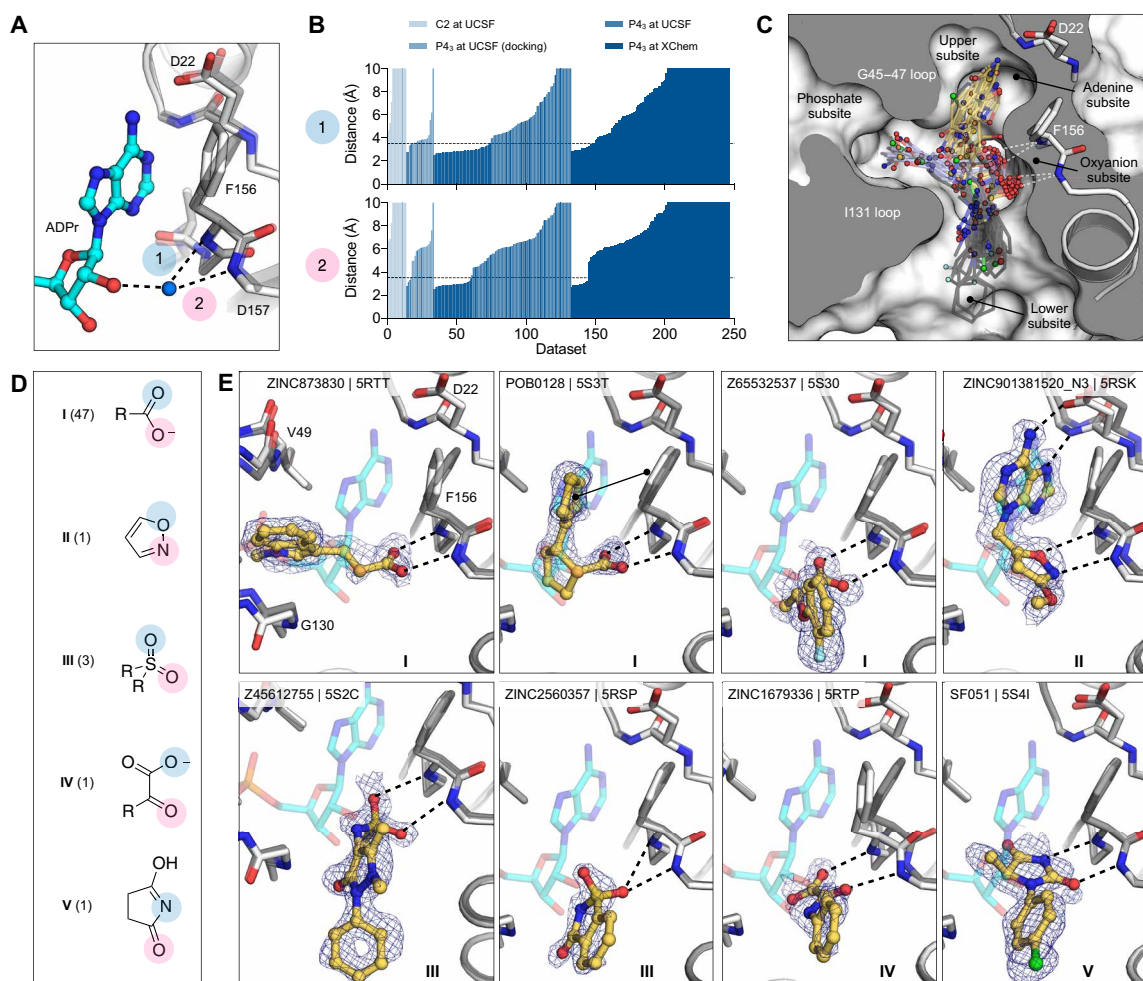 A
D22
F156
ADPr
1
2
D157
B
C2 at UCSF
P4₃ at UCSF
P4₃ at UCSF (docking)
P4₃ at XChem
1
Distance (Å)
10
8
6
4
2
0
2
Distance (Å)
10
8
6
4
2
0
0
50
100
150
200
250
Dataset
C
Upper
subsite
D22
G45–47 loop
Adenine
subsite
Phosphate
subsite
F156
Oxyanion
subsite
I131 loop
Lower
subsite
D
I (47)
R
O
O–
II (1)
O
N
III (3)
O
S
O
R
R
IV (1)
O
O–
R
O
V (1)
OH
N
O
E
ZINC873830 | 5RTT
D22
V49
F156
G130
I
POB0128 | 5S3T
I
Z65532537 | 5S30
I
ZINC901381520_N3 | 5RSK
II
Z45612755 | 5S2C
III
ZINC2560357 | 5RSP
III
ZINC1679336 | 5RTP
IV
SF051 | 5S4I
V